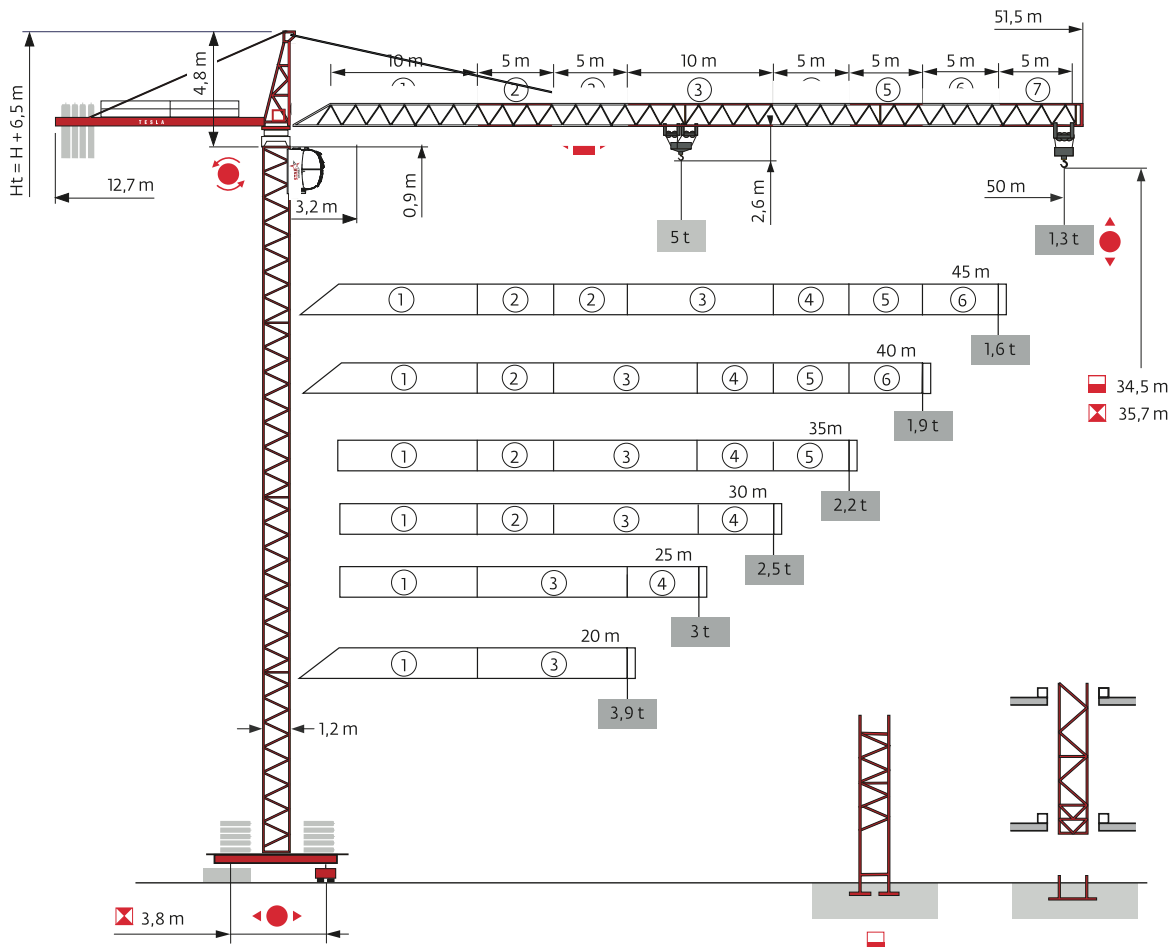 51,5 m
10 m
5 m
5 m
10 m
5 m
5 m
5 m
5 m
2
3
5
7
4,8 m
Ht = H + 6,5 m
TESLA
12,7 m
3,2 m
0,9 m
2,6 m
50 m
5 t
1,3 t
45 m
1 2 2 3 4 5 6
1,6 t
40 m
1 2 3 4 5 6
1,9 t
34,5 m
35,7 m
35m
1 2 3 4 5
2,2 t
30 m
1 2 3 4
2,5 t
25 m
1 3 4
3 t
20 m
1 3
3,9 t
1,2 m
3,8 m